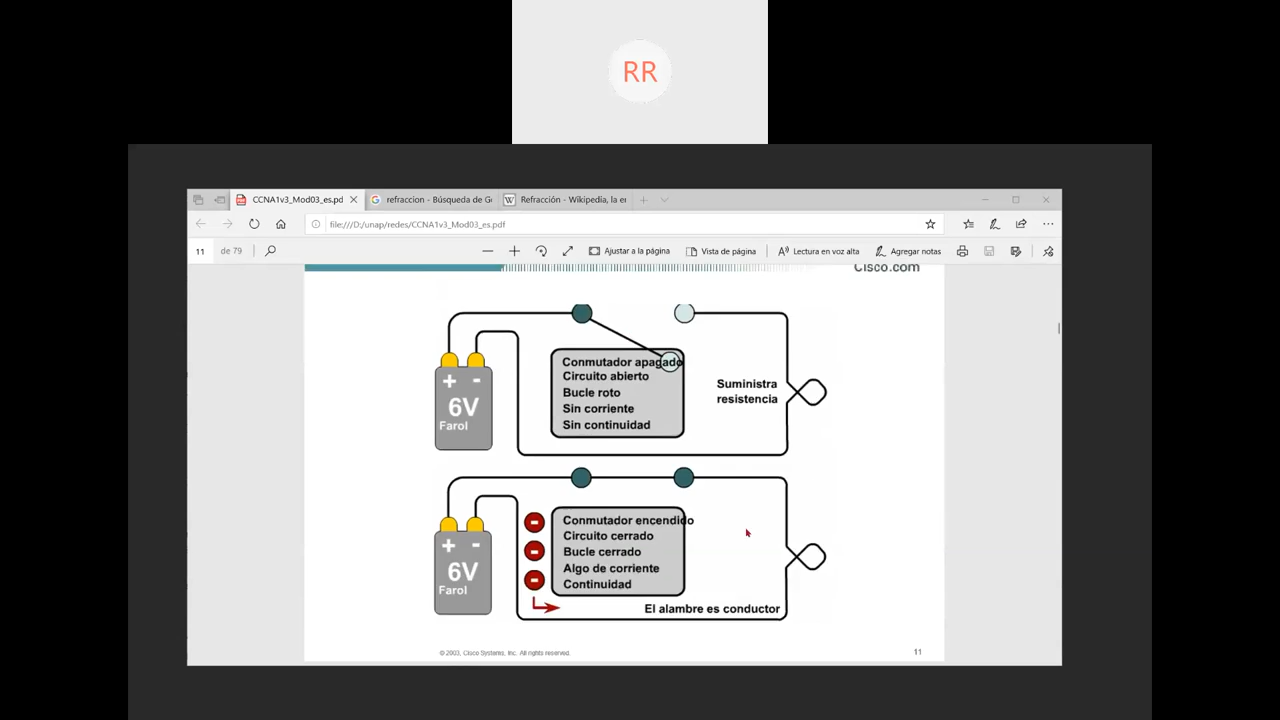 RR
CCNA1v3_Mod03_es.pd
refraccion - Búsqueda de G
Refracción - Wikipedia, la e
file:///D:/unap/redes/CCNA1v3_Mod03_es.pdf
11 de 79
Ajustar a la página
Vista de página
Lectura en voz alta
Agregar notas
Cisco.com
+ -
6V
Farol
Conmutador apagado
Circuito abierto
Bucle roto
Sin corriente
Sin continuidad
Suministra
resistencia
+ -
6V
Farol
Conmutador encendido
Circuito cerrado
Bucle cerrado
Algo de corriente
Continuidad
El alambre es conductor
© 2003, Cisco Systems, Inc. All rights reserved.
11